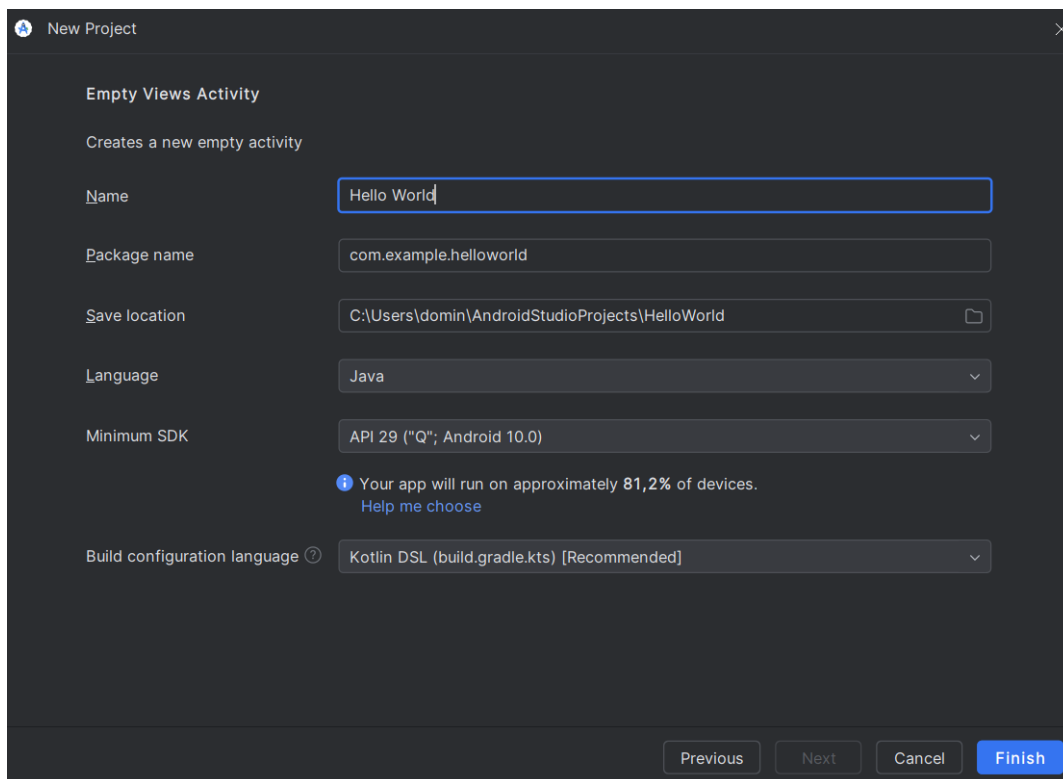 New Project
Empty Views Activity
Creates a new empty activity
Name
Hello World
Package name
com.example.helloworld
Save location
C:\Users\domin\AndroidStudioProjects\HelloWorld
Language
Java
Minimum SDK
API 29 ("Q"; Android 10.0)
Your app will run on approximately 81,2% of devices.
Help me choose
Build configuration language
Kotlin DSL (build.gradle.kts) [Recommended]
Previous
Next
Cancel
Finish